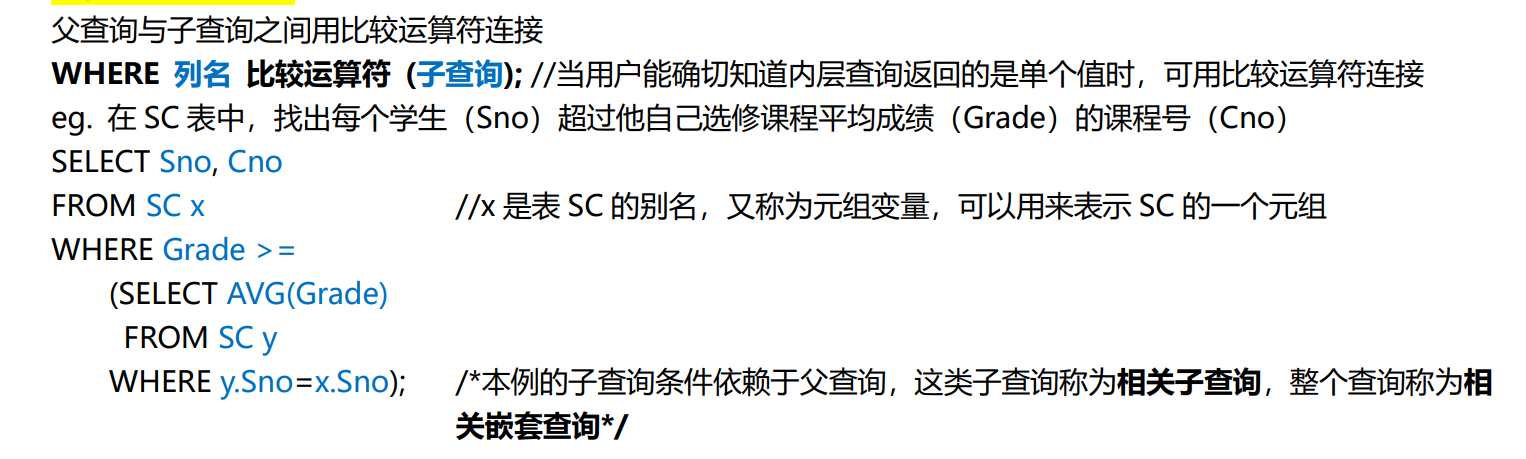 父查询与子查询之间用比较运算符连接
WHERE 列名 比较运算符 (子查询); //当用户能确切知道内层查询返回的是单个值时，可用比较运算符连接
eg. 在 SC 表中，找出每个学生（Sno）超过他自己选修课程平均成绩（Grade）的课程号（Cno）
SELECT Sno, Cno
FROM SC x //x 是表 SC 的别名，又称为元组变量，可以用来表示 SC 的一个元组
WHERE Grade >=
(SELECT AVG(Grade)
FROM SC y
WHERE y.Sno=x.Sno); /*本例的子查询条件依赖于父查询，这类子查询称为相关子查询，整个查询称为相
关嵌套查询*/